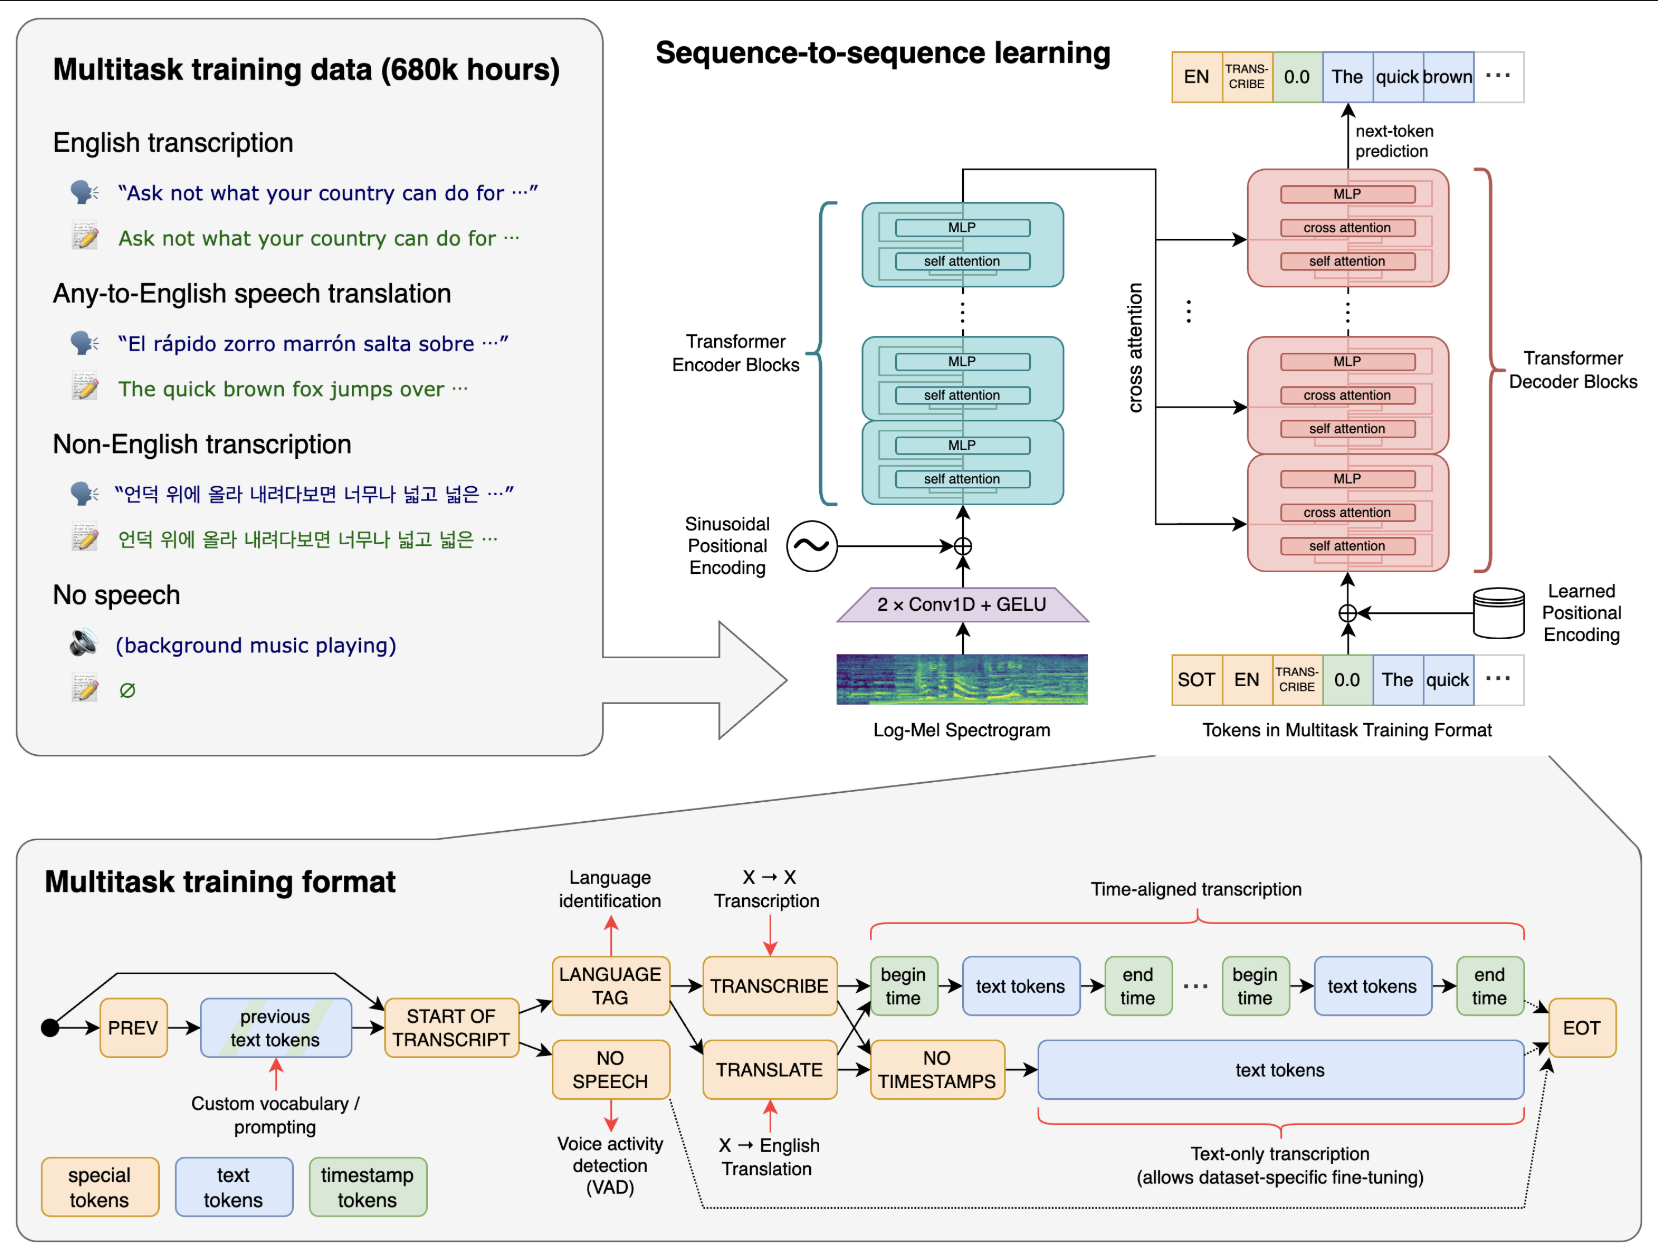 Multitask training data (680k hours)
English transcription
“Ask not what your country can do for ⋯”
Ask not what your country can do for ⋯
Any-to-English speech translation
“El rápido zorro marrón salta sobre ⋯”
The quick brown fox jumps over ⋯
Non-English transcription
“언덕 위에 올라 내려다보면 너무나 넓고 넓은 ⋯”
언덕 위에 올라 내려다보면 너무나 넓고 넓은 ⋯
No speech
(background music playing)
∅
Sequence-to-sequence learning
EN TRANS-CRIBE 0.0 The quick brown ⋯
next-token
prediction
MLP
self attention
⋮
MLP
self attention
MLP
self attention
Transformer
Encoder Blocks
Sinusoidal
Positional
Encoding
2 × Conv1D + GELU
Log-Mel Spectrogram
cross attention
⋮
MLP
cross attention
self attention
⋮
MLP
cross attention
self attention
MLP
cross attention
self attention
Transformer
Decoder Blocks
Learned
Positional
Encoding
SOT EN TRANS-CRIBE 0.0 The quick ⋯
Tokens in Multitask Training Format
Multitask training format
PREV
previous
text tokens
Custom vocabulary /
prompting
START OF
TRANSCRIPT
Language
identification
LANGUAGE
TAG
NO
SPEECH
Voice activity
detection
(VAD)
X → X
Transcription
TRANSCRIBE
TRANSLATE
X → English
Translation
Time-aligned transcription
begin
time
text tokens
end
time
⋯
begin
time
text tokens
end
time
NO
TIMESTAMPS
text tokens
Text-only transcription
(allows dataset-specific fine-tuning)
EOT
special
tokens
text
tokens
timestamp
tokens